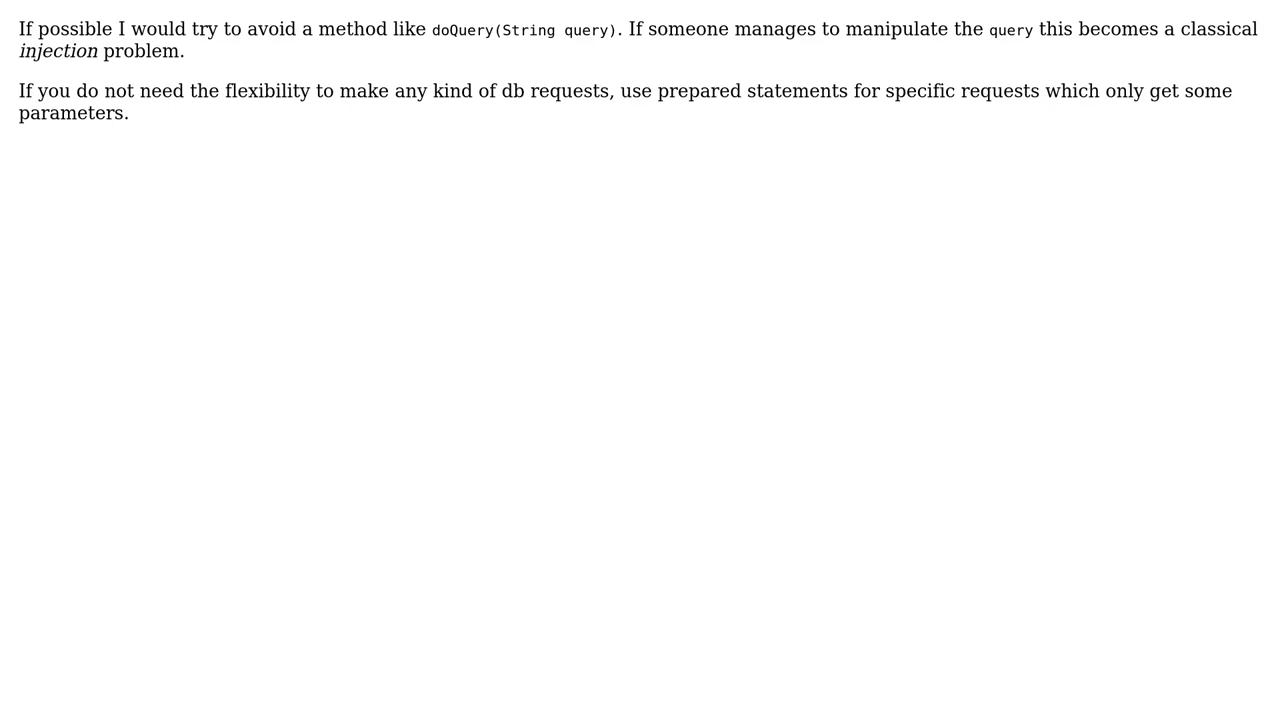 If possible I would try to avoid a method like doQuery(String query). If someone manages to manipulate the query this becomes a classical
injection problem.
If you do not need the flexibility to make any kind of db requests, use prepared statements for specific requests which only get some
parameters.